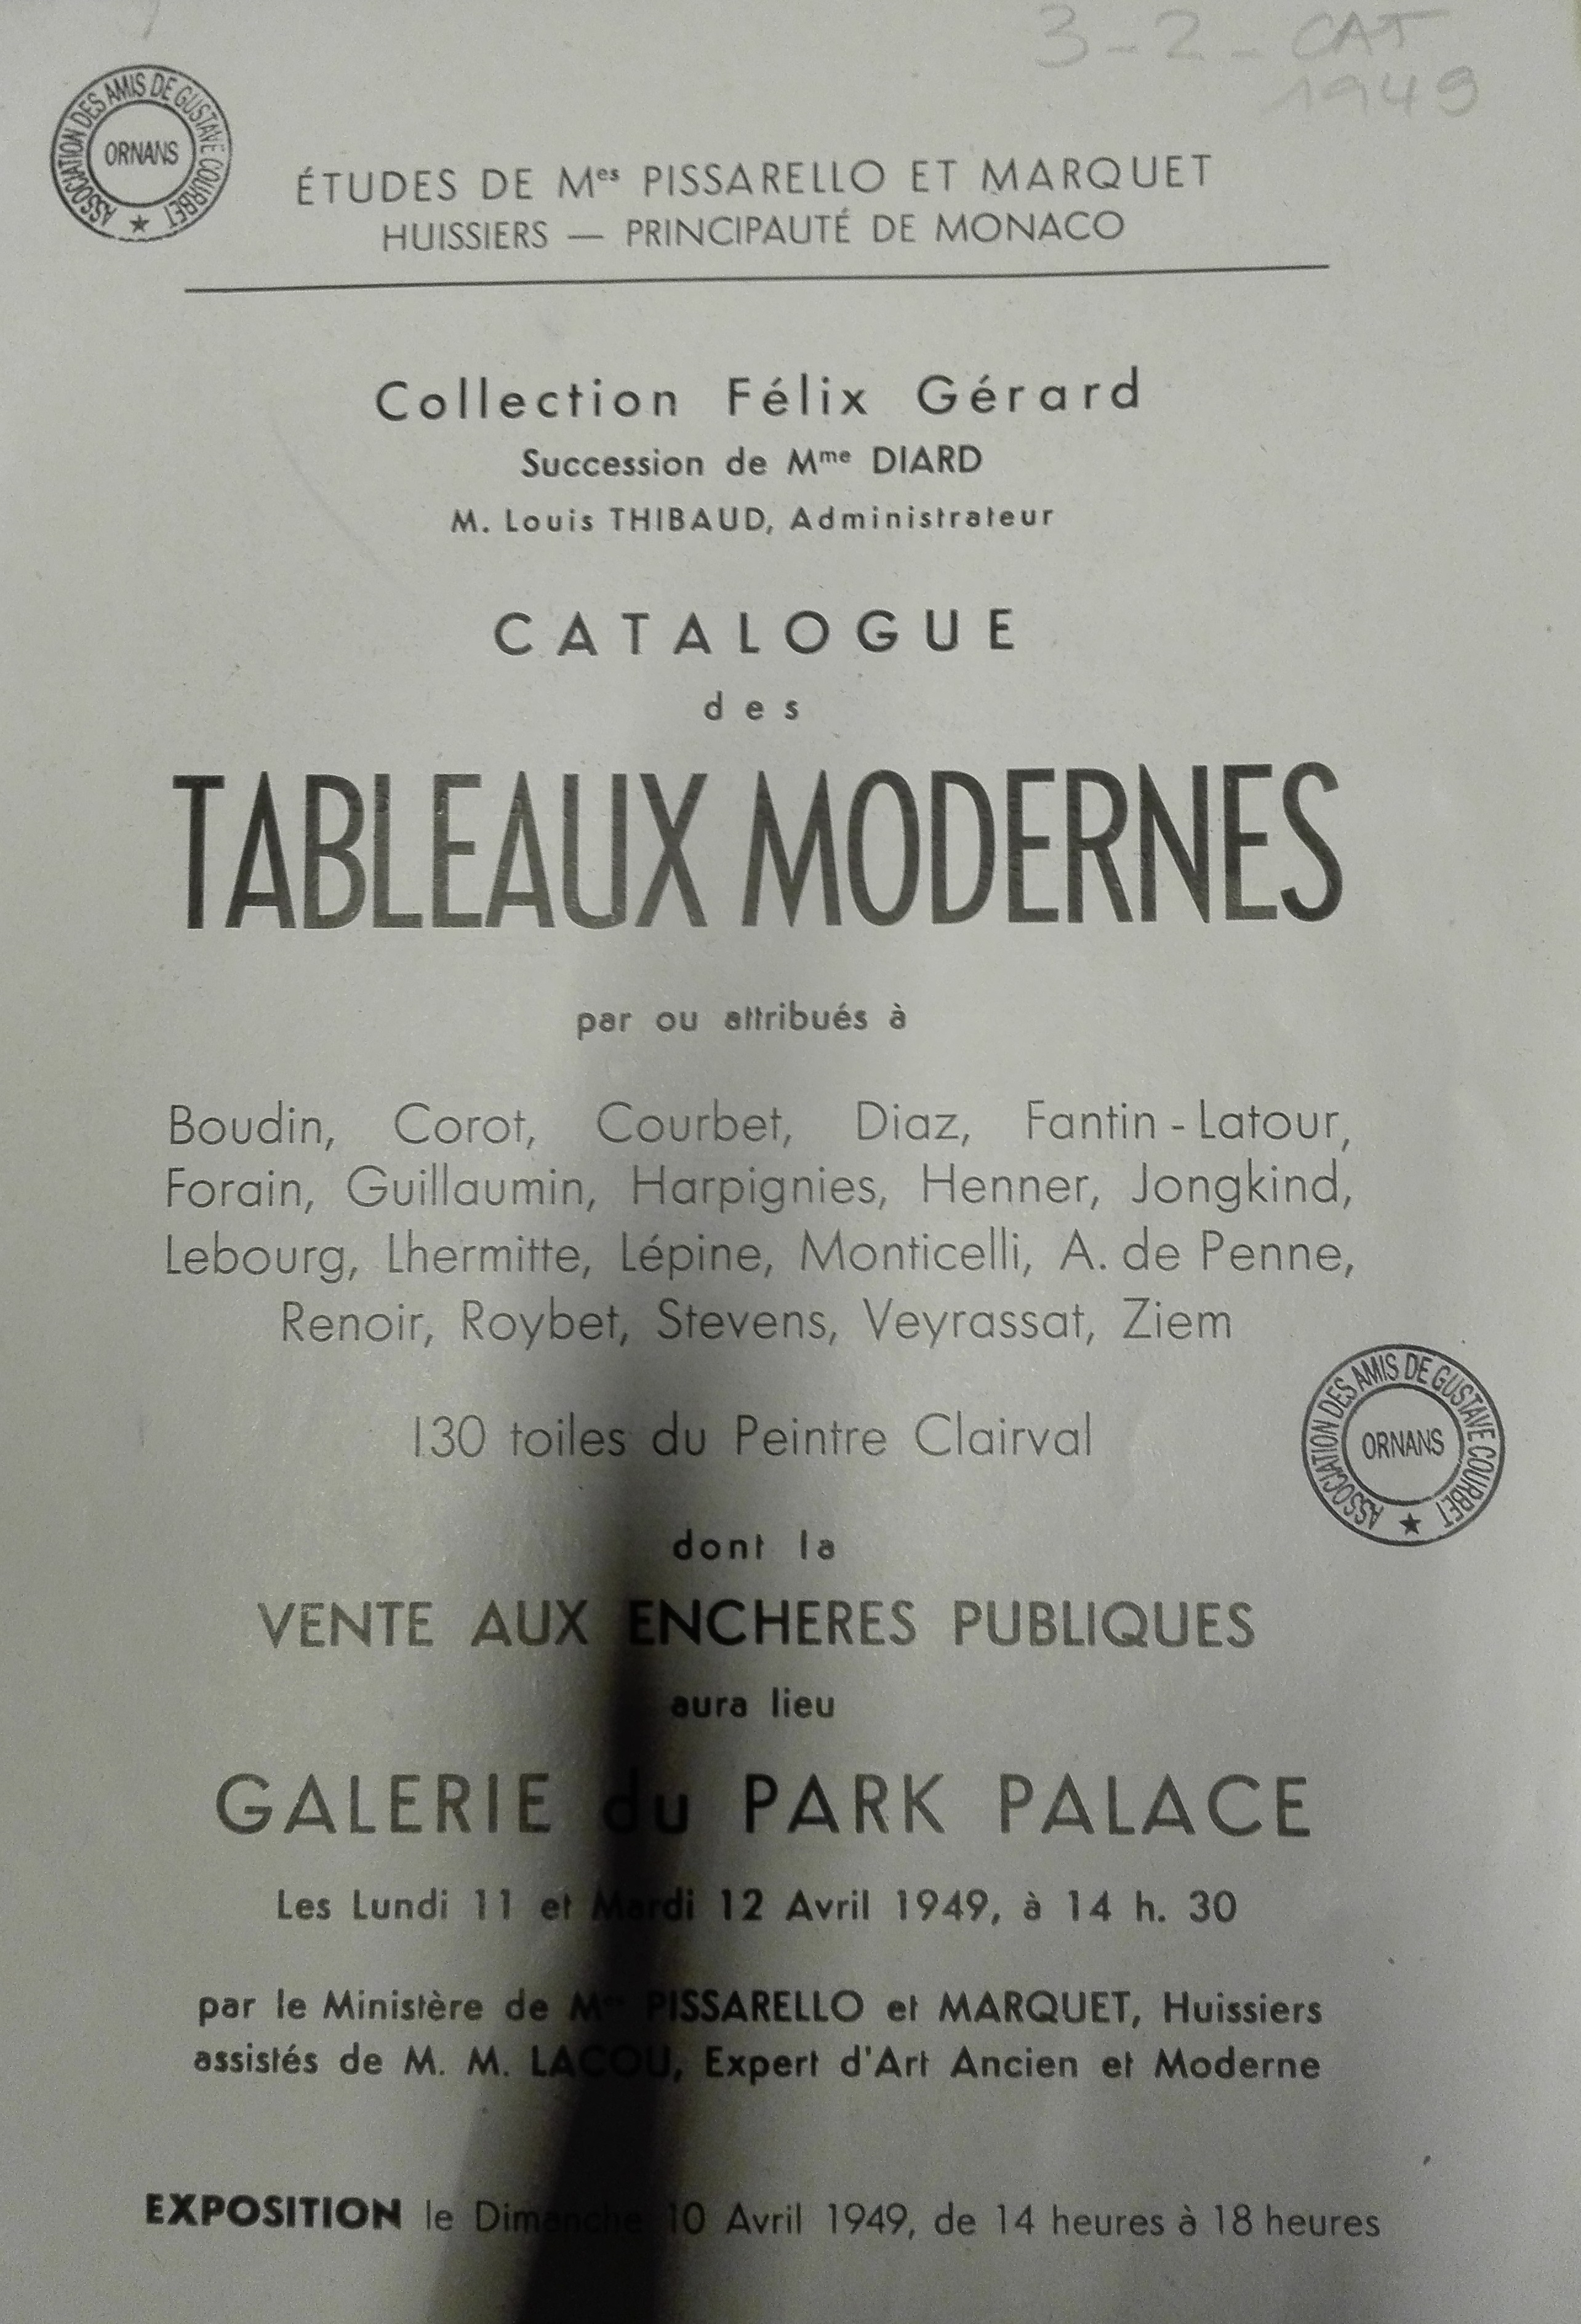 3 - 2 - CAT
1949
ASSOCIATION DES AMIS DE GUSTAVE COURBET ★
ORNANS
ÉTUDES DE Mes PISSARELLO ET MARQUET
HUISSIERS — PRINCIPAUTÉ DE MONACO
Collection Félix Gérard
Succession de Mme DIARD
M. Louis THIBAUD, Administrateur
CATALOGUE
des
TABLEAUX MODERNES
par ou attribués à
Boudin, Corot, Courbet, Diaz, Fantin - Latour,
Forain, Guillaumin, Harpignies, Henner, Jongkind,
Lebourg, Lhermitte, Lépine, Monticelli, A. de Penne,
Renoir, Roybet, Stevens, Veyrassat, Ziem
130 toiles du Peintre Clairval
ASSOCIATION DES AMIS DE GUSTAVE COURBET ★
ORNANS
dont la
VENTE AUX ENCHERES PUBLIQUES
aura lieu
GALERIE du PARK PALACE
Les Lundi 11 et Mardi 12 Avril 1949, à 14 h. 30
par le Ministère de Mes PISSARELLO et MARQUET, Huissiers
assistés de M. M. LACOU, Expert d'Art Ancien et Moderne
EXPOSITION le Dimanche 10 Avril 1949, de 14 heures à 18 heures